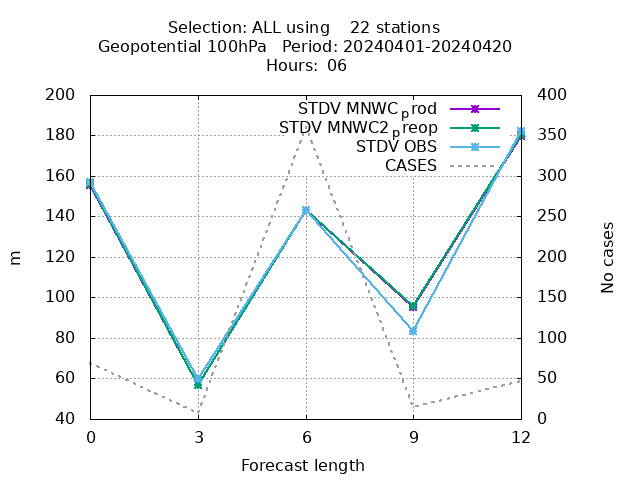 Selection: ALL using 22 stations
Geopotential 100hPa Period: 20240401-20240420
Hours: 06
200 400
STDV MNWCprod
STDV MNWC2preop
180 350
STDV OBS
CASES
160 300
140 250
120 200
m
No cases
100 150
80 100
60 50
40 0
0 3 6 9 12
Forecast length